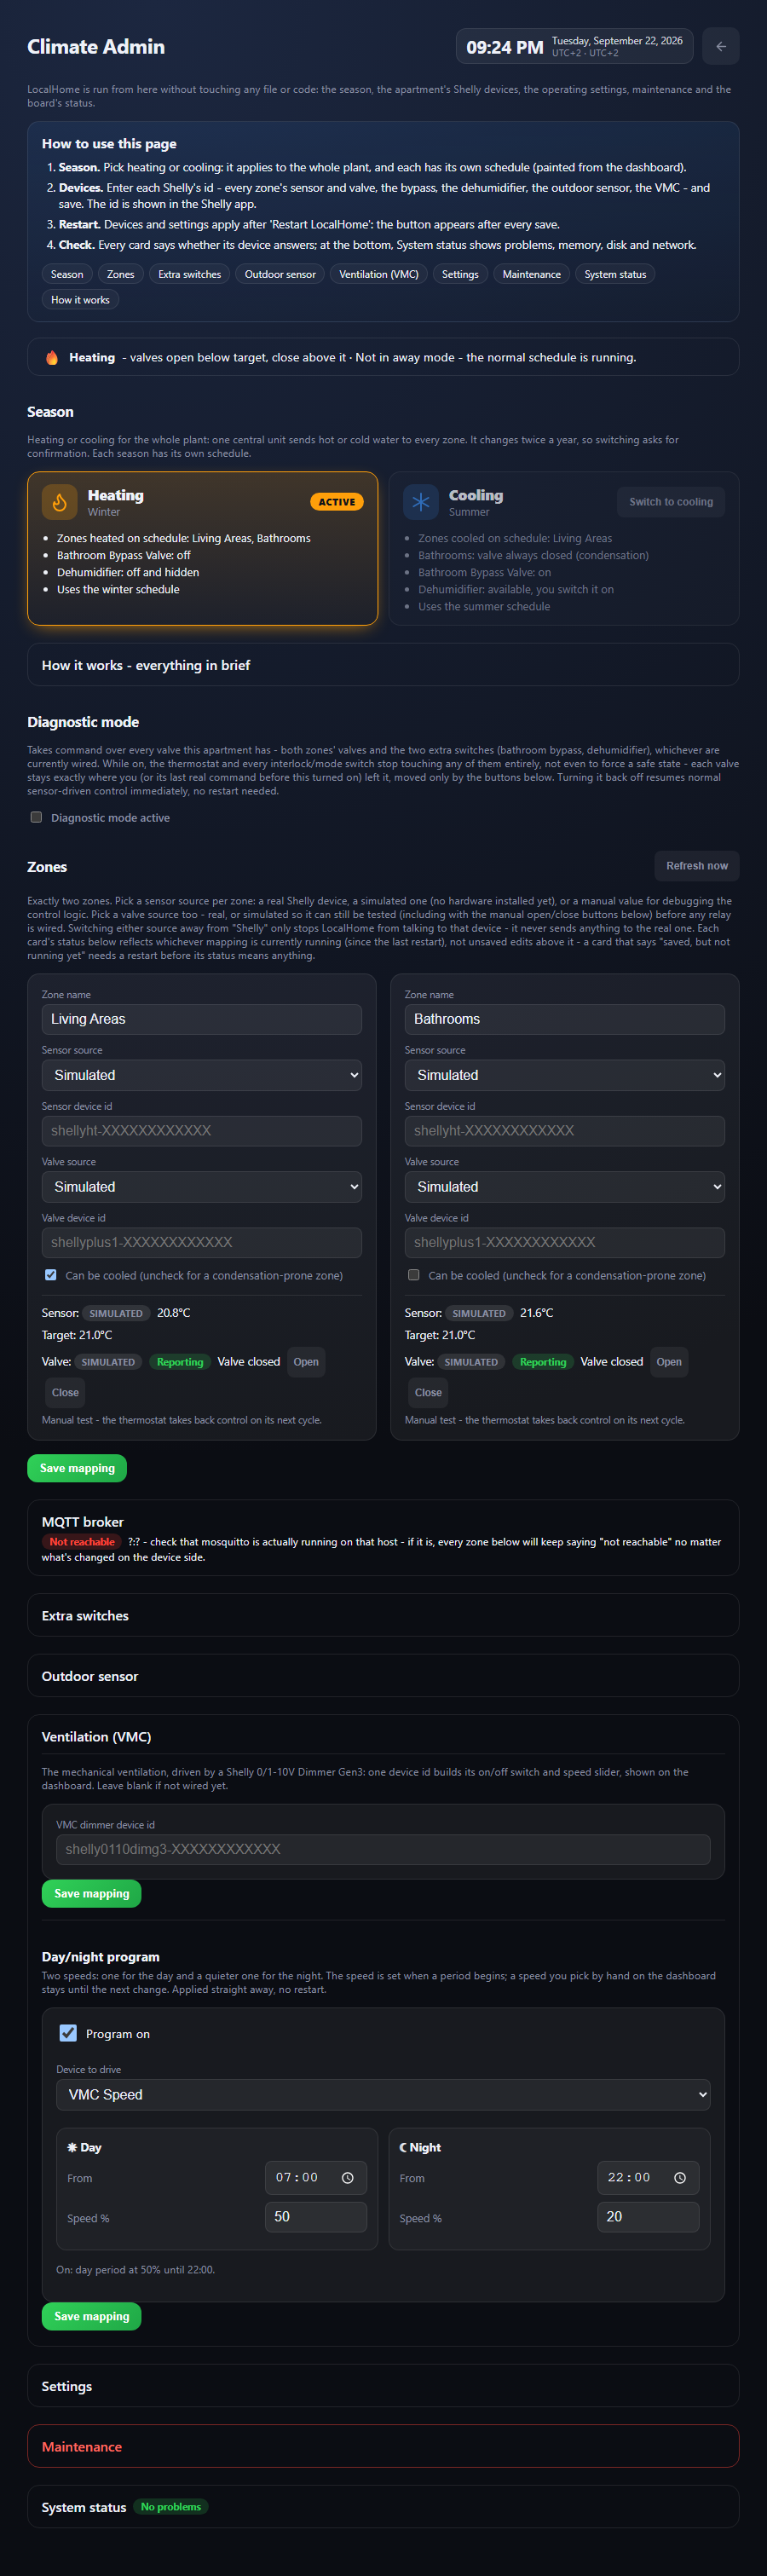 Climate Admin
09:24 PM
Tuesday, September 22, 2026
UTC+2 · UTC+2
LocalHome is run from here without touching any file or code: the season, the apartment's Shelly devices, the operating settings, maintenance and the
board's status.
How to use this page
1. Season. Pick heating or cooling: it applies to the whole plant, and each has its own schedule (painted from the dashboard).
2. Devices. Enter each Shelly's id - every zone's sensor and valve, the bypass, the dehumidifier, the outdoor sensor, the VMC - and
save. The id is shown in the Shelly app.
3. Restart. Devices and settings apply after 'Restart LocalHome': the button appears after every save.
4. Check. Every card says whether its device answers; at the bottom, System status shows problems, memory, disk and network.
Season
Zones
Extra switches
Outdoor sensor
Ventilation (VMC)
Settings
Maintenance
System status
How it works
Heating - valves open below target, close above it · Not in away mode - the normal schedule is running.
Season
Heating or cooling for the whole plant: one central unit sends hot or cold water to every zone. It changes twice a year, so switching asks for
confirmation. Each season has its own schedule.
Heating
Winter
ACTIVE
• Zones heated on schedule: Living Areas, Bathrooms
• Bathroom Bypass Valve: off
• Dehumidifier: off and hidden
• Uses the winter schedule
Cooling
Summer
Switch to cooling
• Zones cooled on schedule: Living Areas
• Bathrooms: valve always closed (condensation)
• Bathroom Bypass Valve: on
• Dehumidifier: available, you switch it on
• Uses the summer schedule
How it works - everything in brief
Diagnostic mode
Takes command over every valve this apartment has - both zones' valves and the two extra switches (bathroom bypass, dehumidifier), whichever are
currently wired. While on, the thermostat and every interlock/mode switch stop touching any of them entirely, not even to force a safe state - each valve
stays exactly where you (or its last real command before this turned on) left it, moved only by the buttons below. Turning it back off resumes normal
sensor-driven control immediately, no restart needed.
Diagnostic mode active
Zones
Refresh now
Exactly two zones. Pick a sensor source per zone: a real Shelly device, a simulated one (no hardware installed yet), or a manual value for debugging the
control logic. Pick a valve source too - real, or simulated so it can still be tested (including with the manual open/close buttons below) before any relay
is wired. Switching either source away from "Shelly" only stops LocalHome from talking to that device - it never sends anything to the real one. Each
card's status below reflects whichever mapping is currently running (since the last restart), not unsaved edits above it - a card that says "saved, but not
running yet" needs a restart before its status means anything.
Zone name
Living Areas
Sensor source
Simulated
Sensor device id
shellyht-XXXXXXXXXXXX
Valve source
Simulated
Valve device id
shellyplus1-XXXXXXXXXXXX
Can be cooled (uncheck for a condensation-prone zone)
Sensor: SIMULATED 20.8°C
Target: 21.0°C
Valve: SIMULATED Reporting Valve closed Open
Close
Manual test - the thermostat takes back control on its next cycle.
Zone name
Bathrooms
Sensor source
Simulated
Sensor device id
shellyht-XXXXXXXXXXXX
Valve source
Simulated
Valve device id
shellyplus1-XXXXXXXXXXXX
Can be cooled (uncheck for a condensation-prone zone)
Sensor: SIMULATED 21.6°C
Target: 21.0°C
Valve: SIMULATED Reporting Valve closed Open
Close
Manual test - the thermostat takes back control on its next cycle.
Save mapping
MQTT broker
Not reachable ?:? - check that mosquitto is actually running on that host - if it is, every zone below will keep saying "not reachable" no matter
what's changed on the device side.
Extra switches
Outdoor sensor
Ventilation (VMC)
The mechanical ventilation, driven by a Shelly 0/1-10V Dimmer Gen3: one device id builds its on/off switch and speed slider, shown on the
dashboard. Leave blank if not wired yet.
VMC dimmer device id
shelly0110dimg3-XXXXXXXXXXXX
Save mapping
Day/night program
Two speeds: one for the day and a quieter one for the night. The speed is set when a period begins; a speed you pick by hand on the dashboard
stays until the next change. Applied straight away, no restart.
Program on
Device to drive
VMC Speed
Day
From 07:00
Speed % 50
Night
From 22:00
Speed % 20
On: day period at 50% until 22:00.
Save mapping
Settings
Maintenance
System status No problems